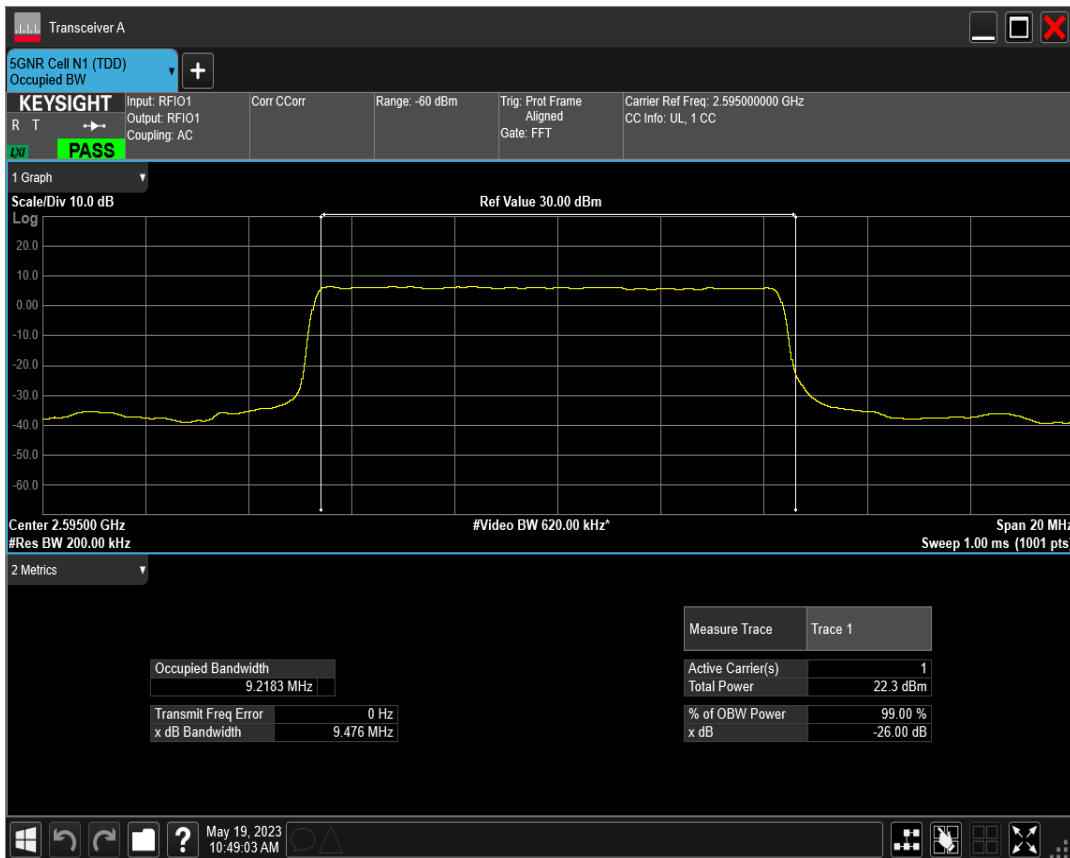 Transceiver A
5GNR Cell N1 (TDD)
Occupied BW
+
KEYSIGHT
R T
LXI
PASS
Input: RFIO1
Output: RFIO1
Coupling: AC
Corr CCorr
Range: -60 dBm
Trig: Prot Frame
Aligned
Gate: FFT
Carrier Ref Freq: 2.595000000 GHz
CC Info: UL, 1 CC
1 Graph
Scale/Div 10.0 dB
Ref Value 30.00 dBm
Log
20.0
10.0
0.00
-10.0
-20.0
-30.0
-40.0
-50.0
-60.0
Center 2.59500 GHz
#Video BW 620.00 kHz*
Span 20 MHz
#Res BW 200.00 kHz
Sweep 1.00 ms (1001 pts)
2 Metrics
Measure Trace Trace 1
Occupied Bandwidth
9.2183 MHz
Active Carrier(s) 1
Total Power 22.3 dBm
Transmit Freq Error 0 Hz
x dB Bandwidth 9.476 MHz
% of OBW Power 99.00 %
x dB -26.00 dB
?
May 19, 2023
10:49:03 AM